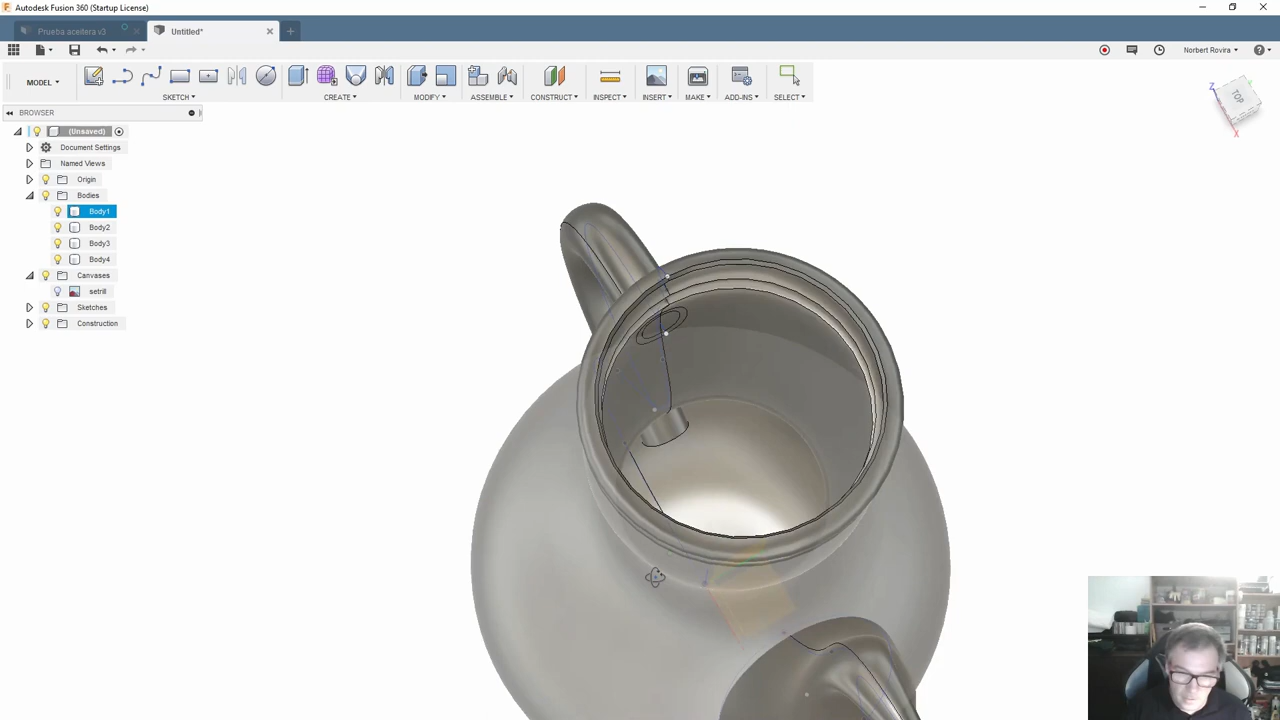 Autodesk Fusion 360 (Startup License)
Prueba aceitera v3
Untitled*
Norbert Rovira
MODEL
SKETCH
CREATE
MODIFY
ASSEMBLE
CONSTRUCT
INSPECT
INSERT
MAKE
ADD-INS
SELECT
BROWSER
(Unsaved)
Document Settings
Named Views
Origin
Bodies
Body1
Body2
Body3
Body4
Canvases
setrill
Sketches
Construction
Z
TOP
X